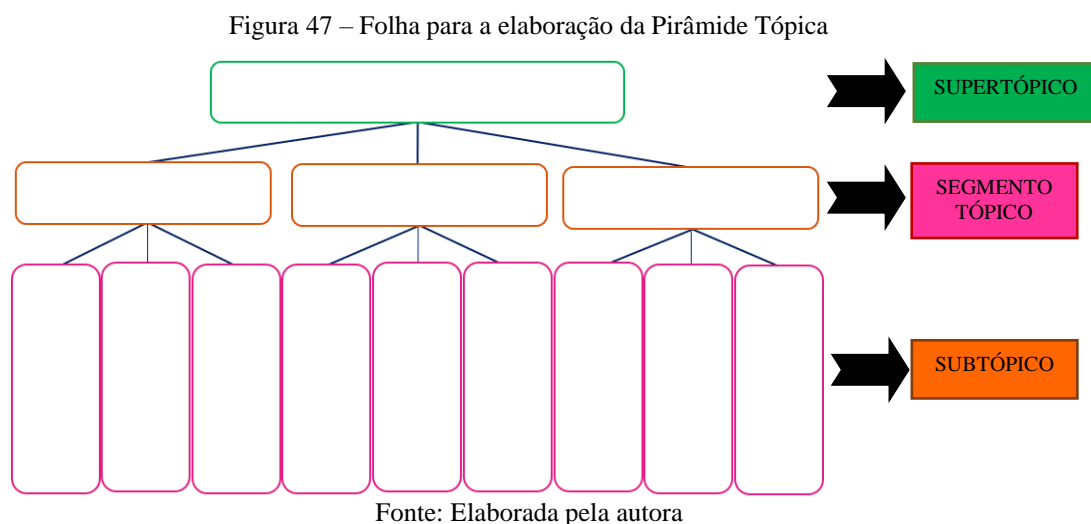 Figura 47 – Folha para a elaboração da Pirâmide Tópica
SUPERTÓPICO
SEGMENTO
TÓPICO
SUBTÓPICO
Fonte: Elaborada pela autora